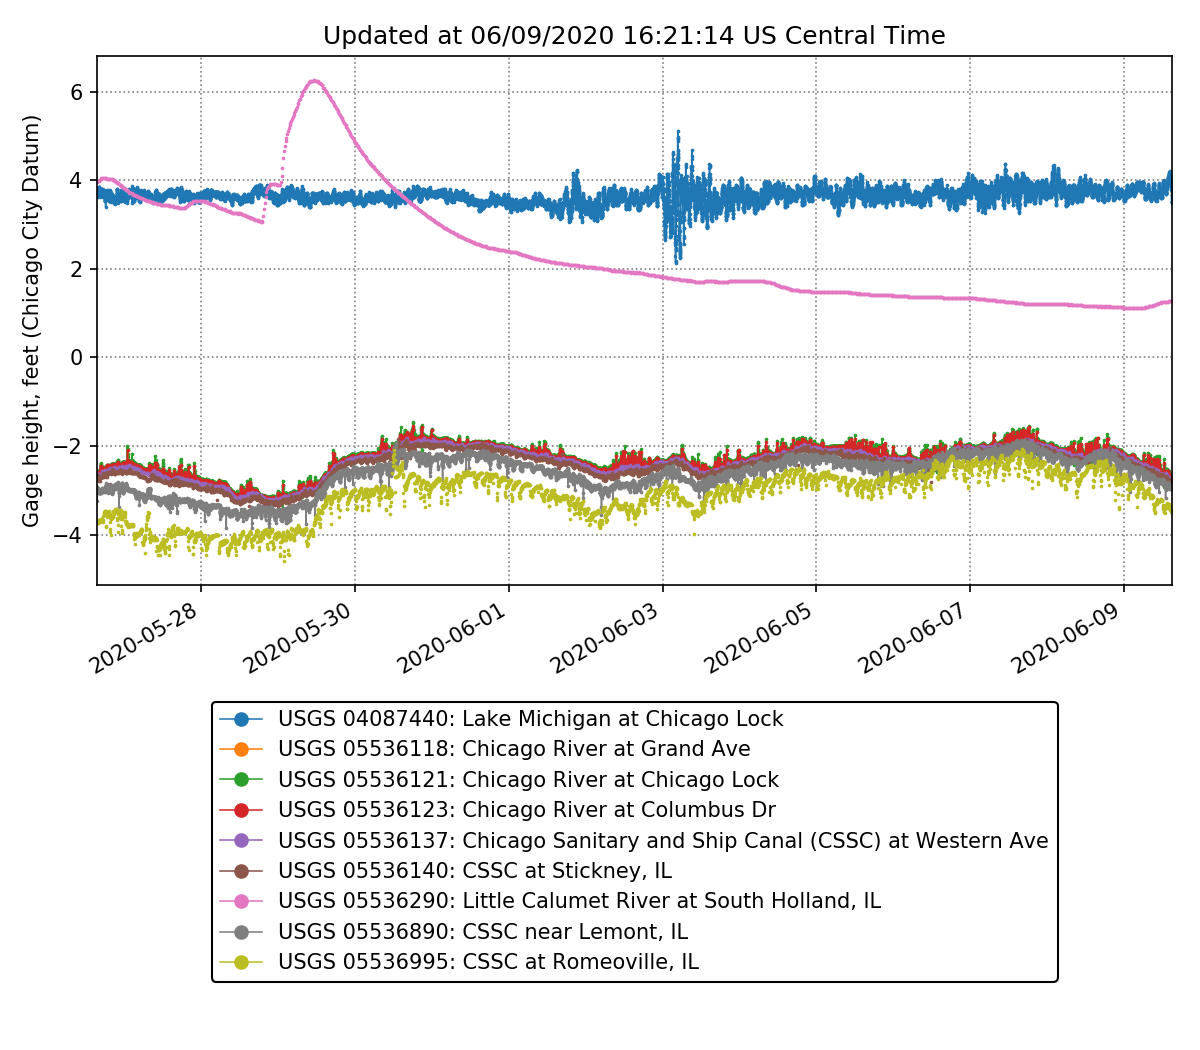 Updated at 06/09/2020 16:21:14 US Central Time
Gage height, feet (Chicago City Datum)
6
4
2
0
−2
−4
2020-05-28
2020-05-30
2020-06-01
2020-06-03
2020-06-05
2020-06-07
2020-06-09
USGS 04087440: Lake Michigan at Chicago Lock
USGS 05536118: Chicago River at Grand Ave
USGS 05536121: Chicago River at Chicago Lock
USGS 05536123: Chicago River at Columbus Dr
USGS 05536137: Chicago Sanitary and Ship Canal (CSSC) at Western Ave
USGS 05536140: CSSC at Stickney, IL
USGS 05536290: Little Calumet River at South Holland, IL
USGS 05536890: CSSC near Lemont, IL
USGS 05536995: CSSC at Romeoville, IL